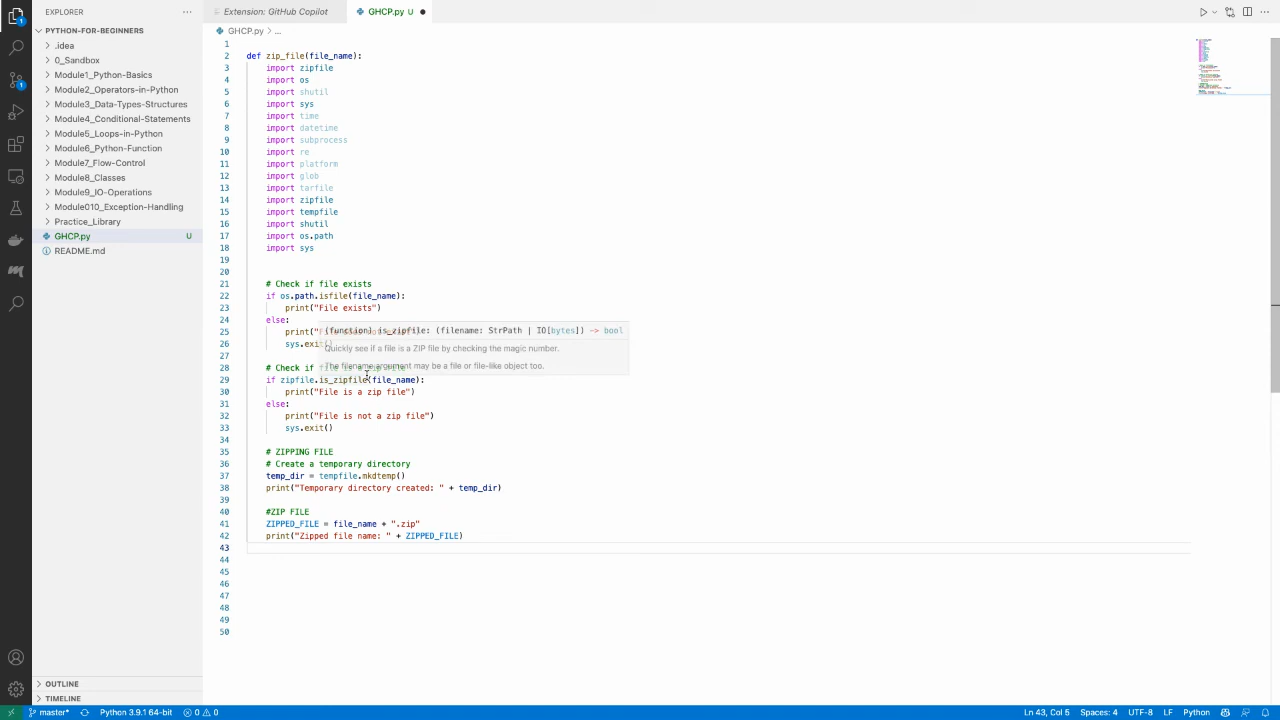 EXPLORER
···
Extension: GitHub Copilot
GHCP.py U
PYTHON-FOR-BEGINNERS
.idea
0_Sandbox
Module1_Python-Basics
Module2_Operators-in-Python
Module3_Data-Types-Structures
Module4_Conditional-Statements
Module5_Loops-in-Python
Module6_Python-Function
Module7_Flow-Control
Module8_Classes
Module9_IO-Operations
Module010_Exception-Handling
Practice_Library
GHCP.py U
README.md
OUTLINE
TIMELINE
GHCP.py > ...
1
2 def zip_file(file_name):
3 import zipfile
4 import os
5 import shutil
6 import sys
7 import time
8 import datetime
9 import subprocess
10 import re
11 import platform
12 import glob
13 import tarfile
14 import zipfile
15 import tempfile
16 import shutil
17 import os.path
18 import sys
19
20
21 # Check if file exists
22 if os.path.isfile(file_name):
23 print("File exists")
24 else:
(function) is_zipfile: (filename: StrPath | IO[bytes]) -> bool
25 print(
Quickly see if a file is a ZIP file by checking the magic number.
26 sys.exit()
The filename argument may be a file or file-like object too.
27
28 # Check if file is a zip file
29 if zipfile.is_zipfile(file_name):
30 print("File is a zip file")
31 else:
32 print("File is not a zip file")
33 sys.exit()
34
35 # ZIPPING FILE
36 # Create a temporary directory
37 temp_dir = tempfile.mkdtemp()
38 print("Temporary directory created: " + temp_dir)
39
40 #ZIP FILE
41 ZIPPED_FILE = file_name + ".zip"
42 print("Zipped file name: " + ZIPPED_FILE)
43
44
45
46
47
48
49
50
master* Python 3.9.1 64-bit 0 0 Ln 43, Col 5 Spaces: 4 UTF-8 LF Python